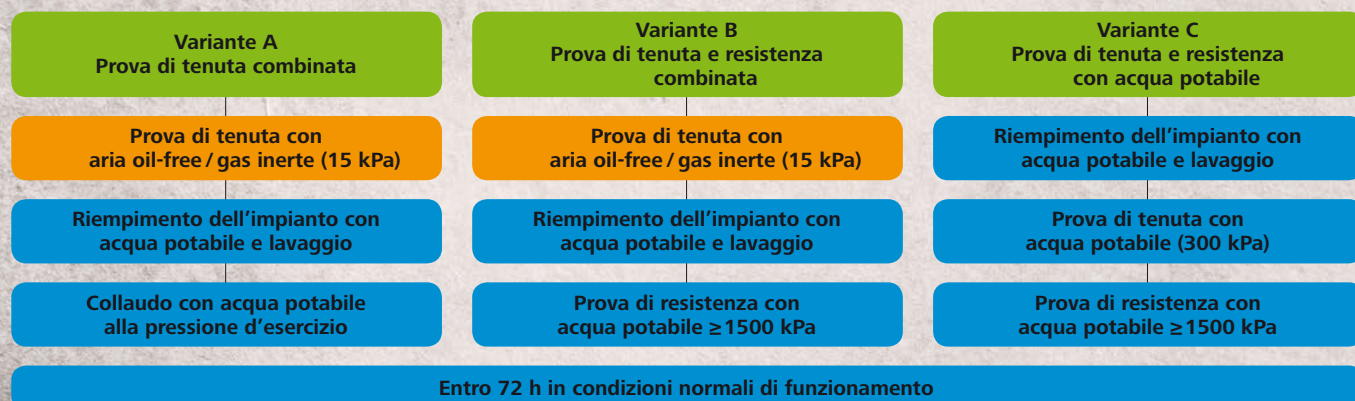 Variante A
Prova di tenuta combinata
Variante B
Prova di tenuta e resistenza
combinata
Variante C
Prova di tenuta e resistenza
con acqua potabile
Prova di tenuta con
aria oil-free / gas inerte (15 kPa)
Prova di tenuta con
aria oil-free / gas inerte (15 kPa)
Riempimento dell’impianto con
acqua potabile e lavaggio
Riempimento dell’impianto con
acqua potabile e lavaggio
Riempimento dell’impianto con
acqua potabile e lavaggio
Prova di tenuta con
acqua potabile (300 kPa)
Collaudo con acqua potabile
alla pressione d’esercizio
Prova di resistenza con
acqua potabile ≥ 1500 kPa
Prova di resistenza con
acqua potabile ≥ 1500 kPa
Entro 72 h in condizioni normali di funzionamento